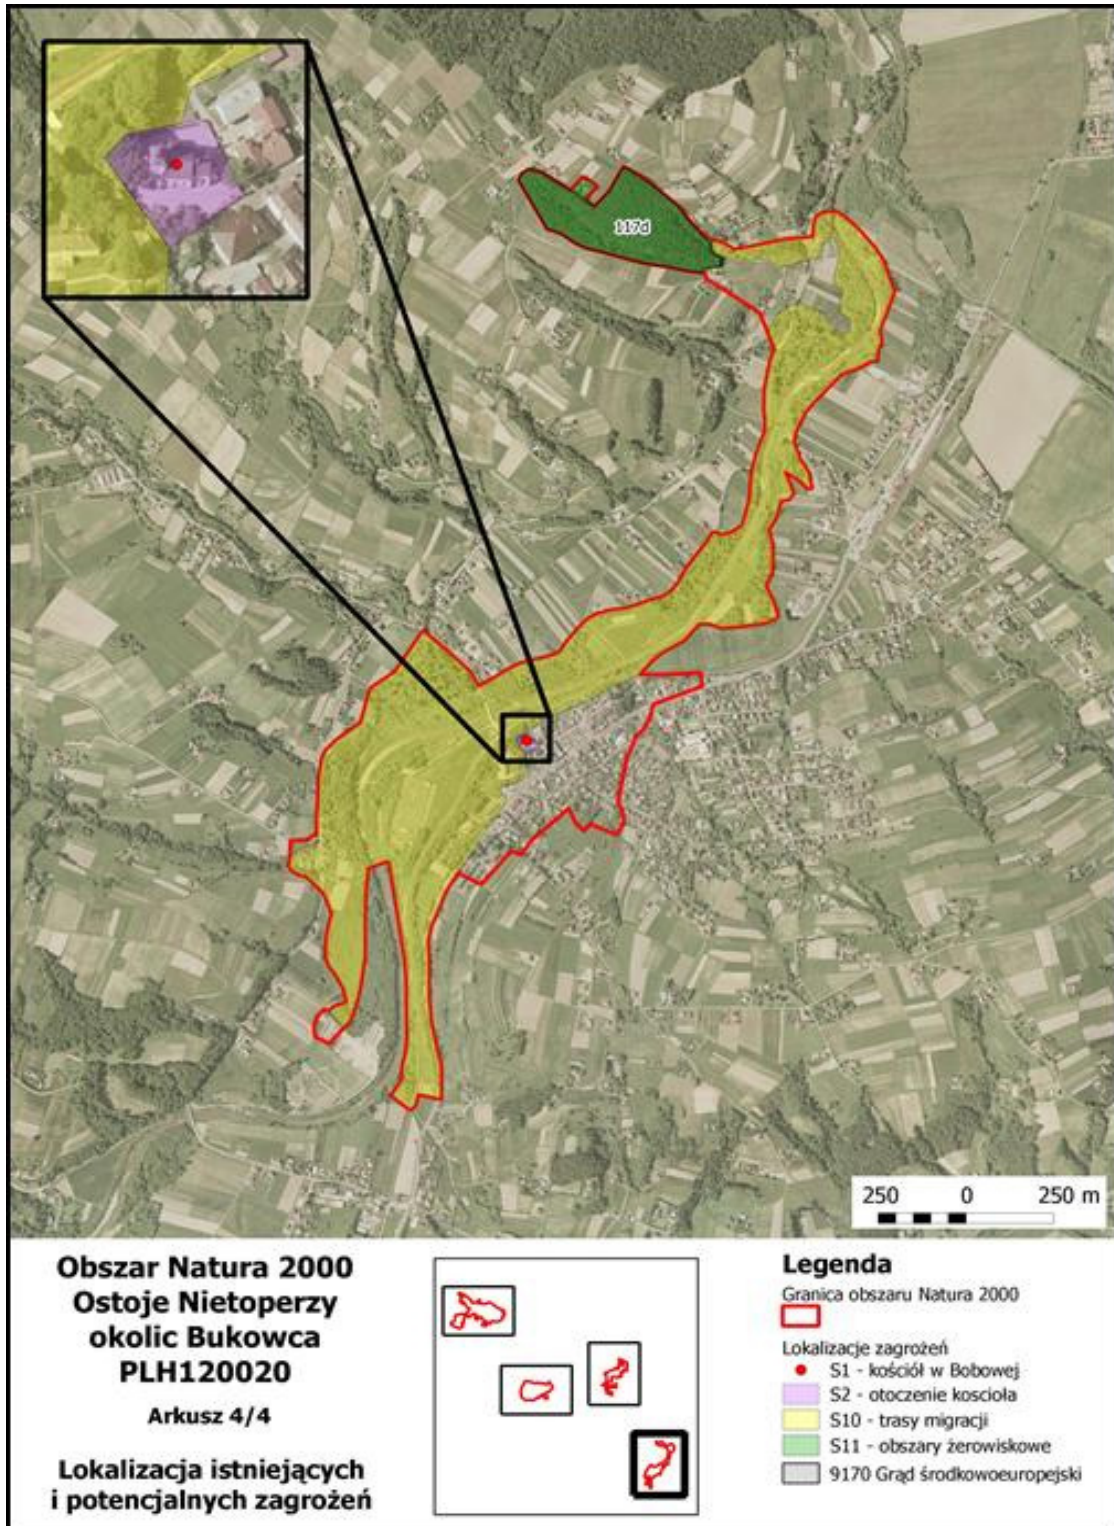 117d
250 0 250 m
Obszar Natura 2000
Ostoje Nietoperzy
okolic Bukowca
PLH120020
Arkusz 4/4
Lokalizacja istniejących
i potencjalnych zagrożeń
Legenda
Granica obszaru Natura 2000
Lokalizacje zagrożeń
S1 - kościół w Bobowej
S2 - otoczenie koscioła
S10 - trasy migracji
S11 - obszary żerowiskowe
9170 Grąd środkowoeuropejski